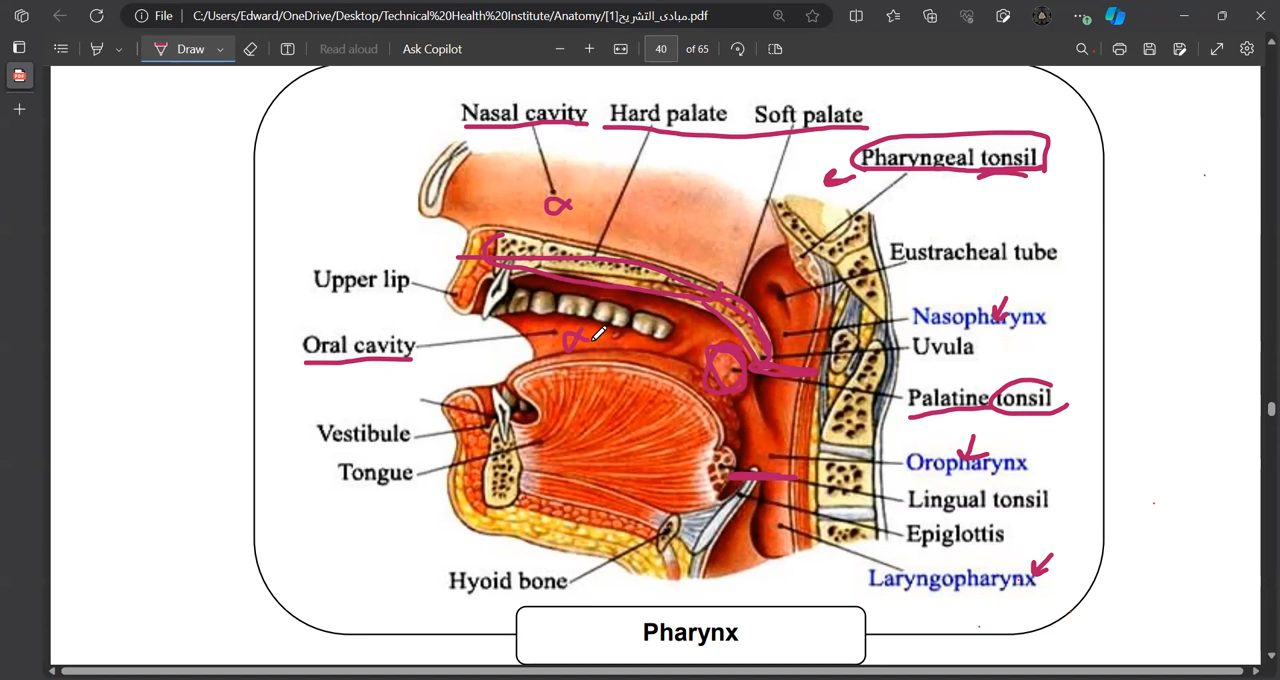 File
C:/Users/Edward/OneDrive/Desktop/Technical%20Health%20Institute/Anatomy/مبادى_التشريح[1].pdf
Draw
Read aloud
Ask Copilot
40 of 65
Nasal cavity
Hard palate
Soft palate
Pharyngeal tonsil
Eustracheal tube
Upper lip
Nasopharynx
Oral cavity
Uvula
Palatine tonsil
Vestibule
Oropharynx
Tongue
Lingual tonsil
Epiglottis
Hyoid bone
Laryngopharynx
Pharynx